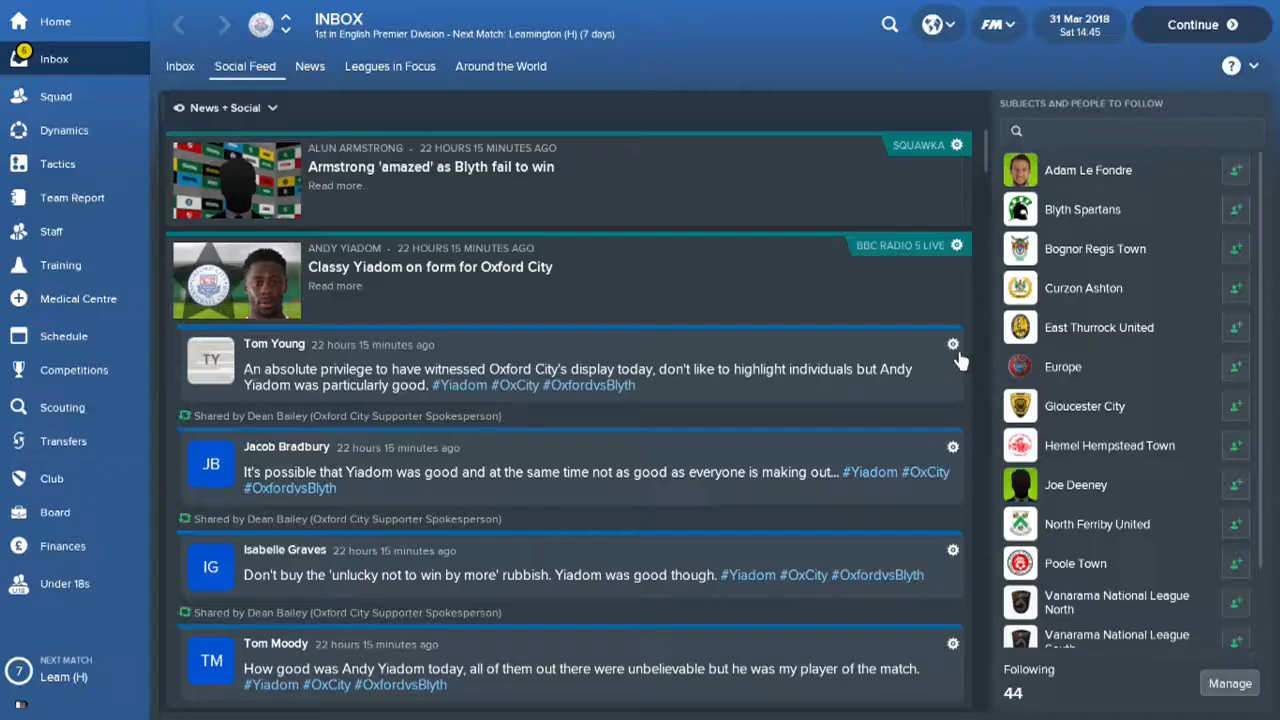 Home
6
Inbox
Squad
Dynamics
Tactics
Team Report
Staff
Training
Medical Centre
Schedule
Competitions
Scouting
Transfers
Club
Board
Finances
U18
Under 18s
7
NEXT MATCH
Leam (H)
INBOX
1st in English Premier Division - Next Match: Leamington (H) (7 days)
FM
31 Mar 2018
Sat 14:45
Continue
Inbox
Social Feed
News
Leagues in Focus
Around the World
?
News + Social
ALUN ARMSTRONG - 22 HOURS 15 MINUTES AGO
SQUAWKA
Armstrong 'amazed' as Blyth fail to win
Read more..
ANDY YIADOM - 22 HOURS 15 MINUTES AGO
BBC RADIO 5 LIVE
Classy Yiadom on form for Oxford City
Read more
TY
Tom Young 22 hours 15 minutes ago
An absolute privilege to have witnessed Oxford City's display today, don't like to highlight individuals but Andy
Yiadom was particularly good. #Yiadom #OxCity #OxfordvsBlyth
Shared by Dean Bailey (Oxford City Supporter Spokesperson)
JB
Jacob Bradbury 22 hours 15 minutes ago
It's possible that Yiadom was good and at the same time not as good as everyone is making out... #Yiadom #OxCity
#OxfordvsBlyth
Shared by Dean Bailey (Oxford City Supporter Spokesperson)
IG
Isabelle Graves 22 hours 15 minutes ago
Don't buy the 'unlucky not to win by more' rubbish. Yiadom was good though. #Yiadom #OxCity #OxfordvsBlyth
Shared by Dean Bailey (Oxford City Supporter Spokesperson)
TM
Tom Moody 22 hours 15 minutes ago
How good was Andy Yiadom today, all of them out there were unbelievable but he was my player of the match.
#Yiadom #OxCity #OxfordvsBlyth
SUBJECTS AND PEOPLE TO FOLLOW
Adam Le Fondre
Blyth Spartans
Bognor Regis Town
Curzon Ashton
East Thurrock United
Europe
Gloucester City
Hemel Hempstead Town
Joe Deeney
North Ferriby United
Poole Town
Vanarama National League
North
Vanarama National League
South
Following
44
Manage